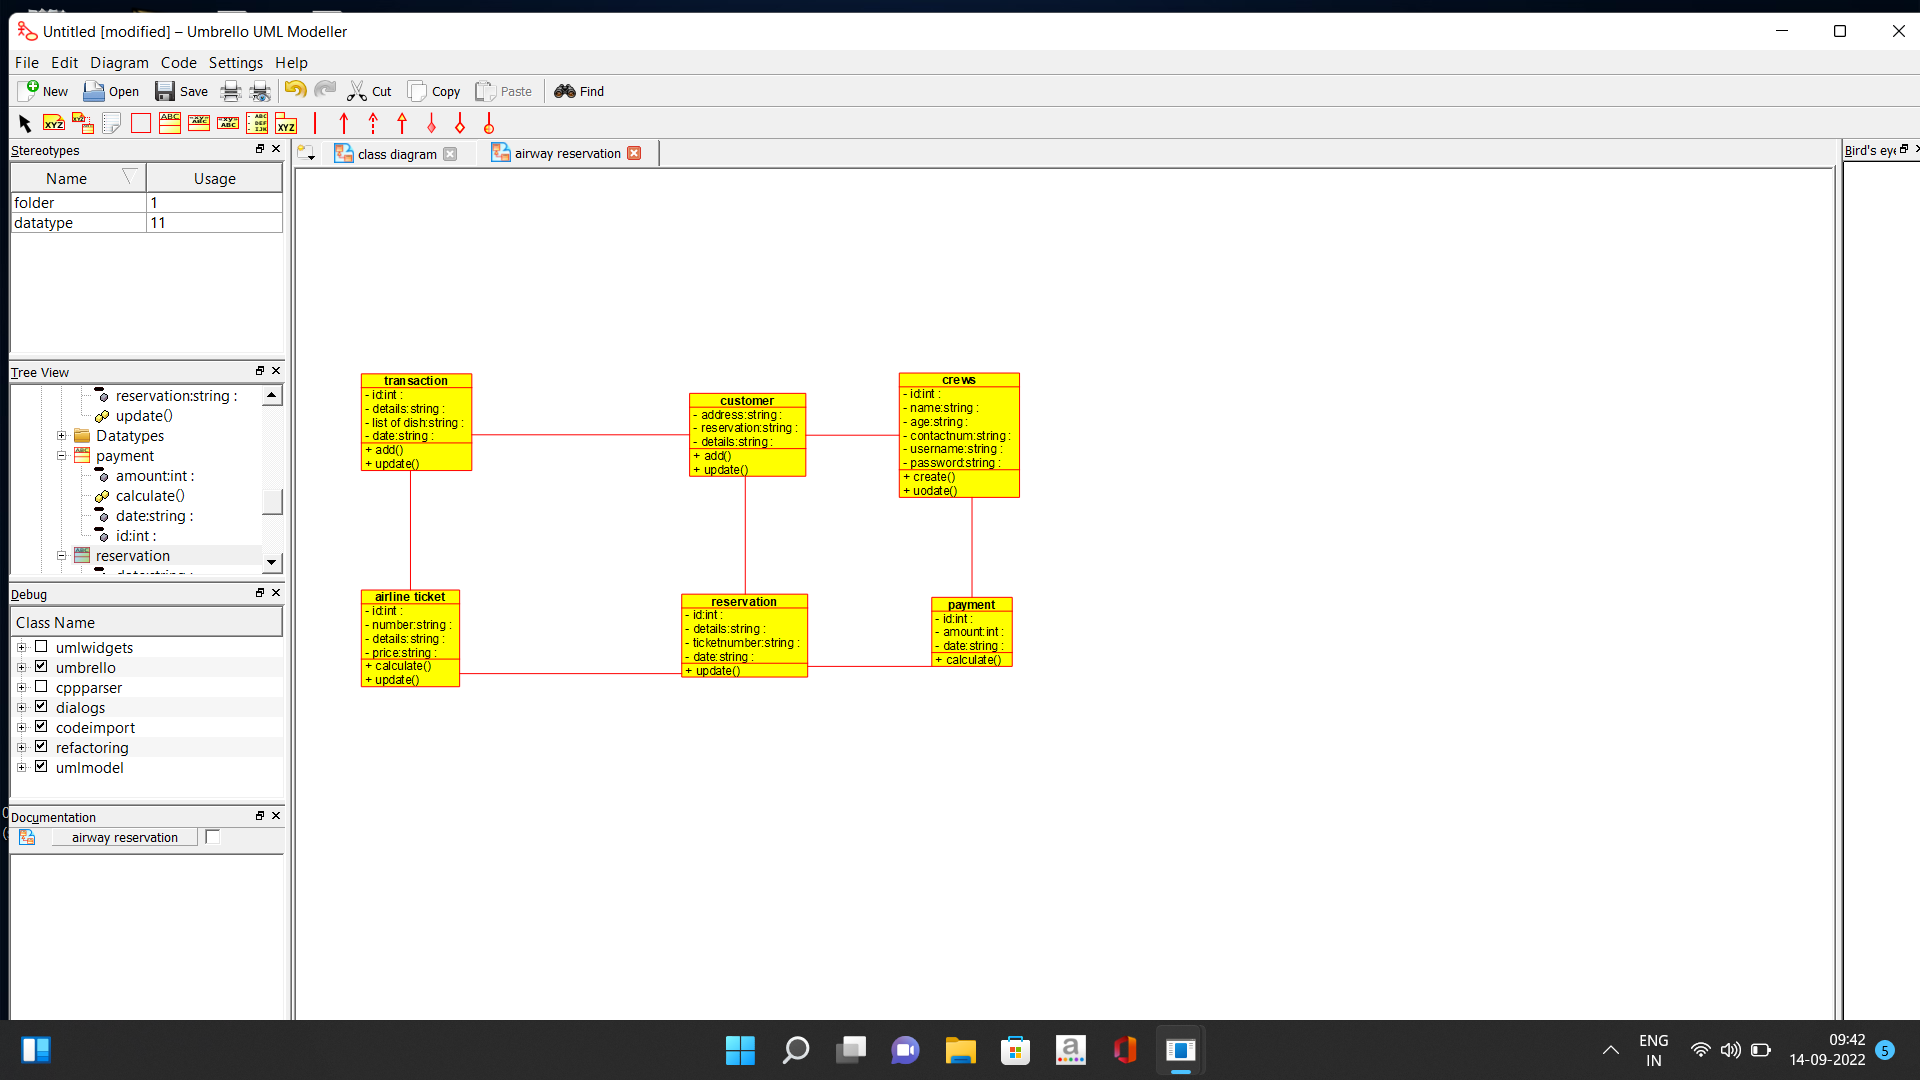 Untitled [modified] – Umbrello UML Modeller
File Edit Diagram Code Settings Help
New Open Save Cut Copy Paste Find
Stereotypes
Name Usage
folder 1
datatype 11
Tree View
reservation:string :
update()
Datatypes
payment
amount:int :
calculate()
date:string :
id:int :
reservation
Debug
Class Name
umlwidgets
umbrello
cppparser
dialogs
codeimport
refactoring
umlmodel
Documentation
airway reservation
class diagram airway reservation
Bird's eye
transaction
- id:int :
- details:string :
- list of dish:string :
- date:string :
+ add()
+ update()
customer
- address:string :
- reservation:string :
- details:string :
+ add()
+ update()
crews
- id:int :
- name:string :
- age:string :
- contactnum:string :
- username:string :
- password:string :
+ create()
+ uodate()
airline ticket
- id:int :
- number:string :
- details:string :
- price:string :
+ calculate()
+ update()
reservation
- id:int :
- details:string :
- ticketnumber:string :
- date:string :
+ update()
payment
- id:int :
- amount:int :
- date:string :
+ calculate()
ENG
IN
09:42
14-09-2022
5